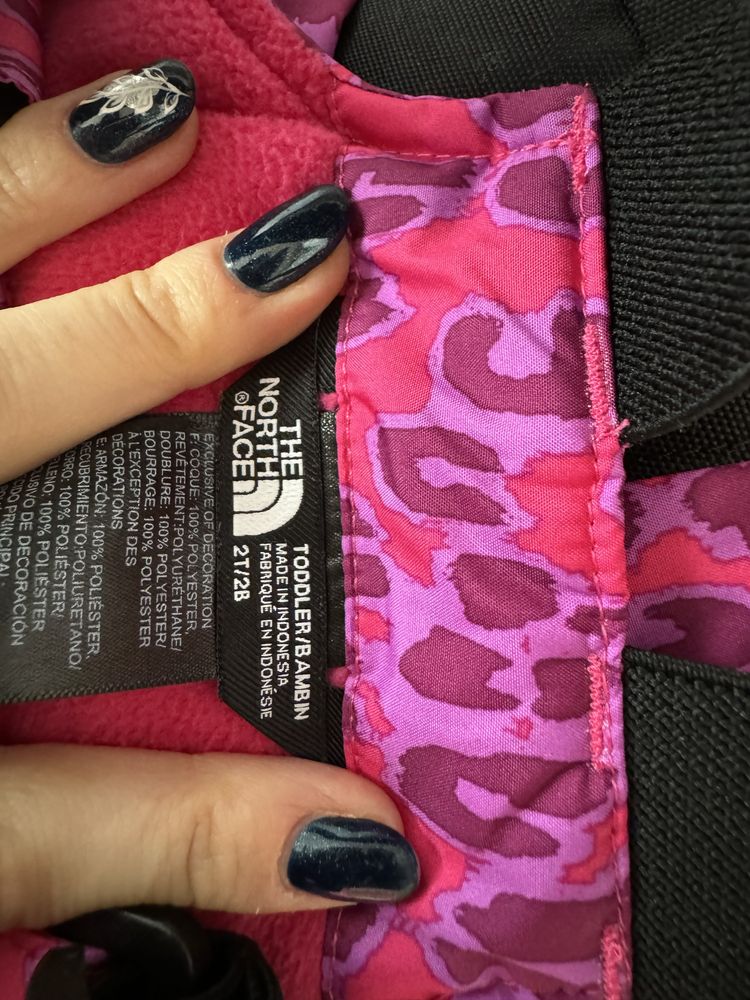 THE
NORTH
FACE
®
2T/2B
TODDLER/BAMBIN
MADE IN INDONESIA
FABRIQUÉ EN INDONÉSIE
EXCLUSIVE OF DECORATION
F: COQUE: 100% POLYESTER/
REVÊTEMENT:POLYURÉTHANE/
DOUBLURE: 100% POLYESTER/
BOURRAGE: 100% POLYESTER
À L'EXCEPTION DES
DÉCORATIONS
E: ARMAZÓN: 100% POLIÉSTER,
RECUBRIMIENTO:POLIURETANO/
100% POLIÉSTER/
100% POLIÉSTER
DE DECORACIÓN